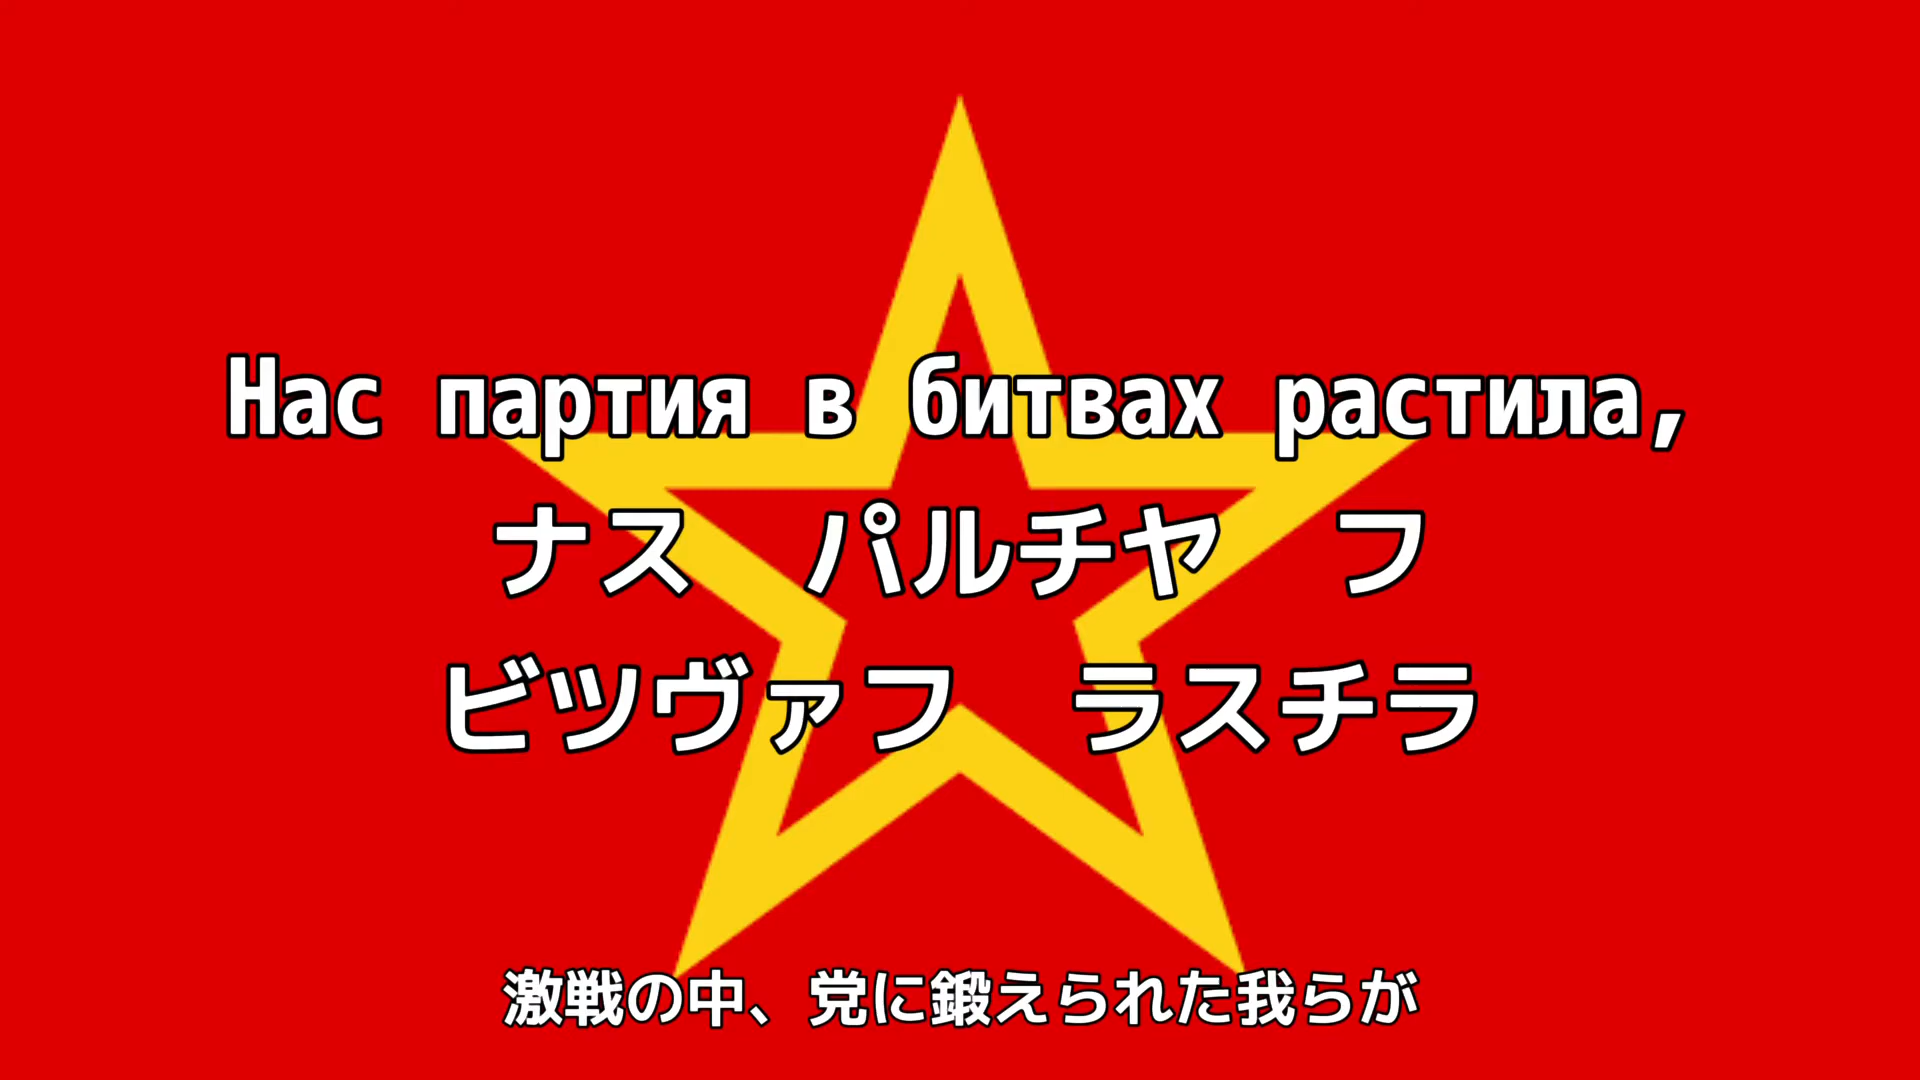 Нас партия в битвах растила,
ナス　パルチヤ　フ
ビツヴァフ　ラスチラ
激戦の中、党に鍛えられた我らが